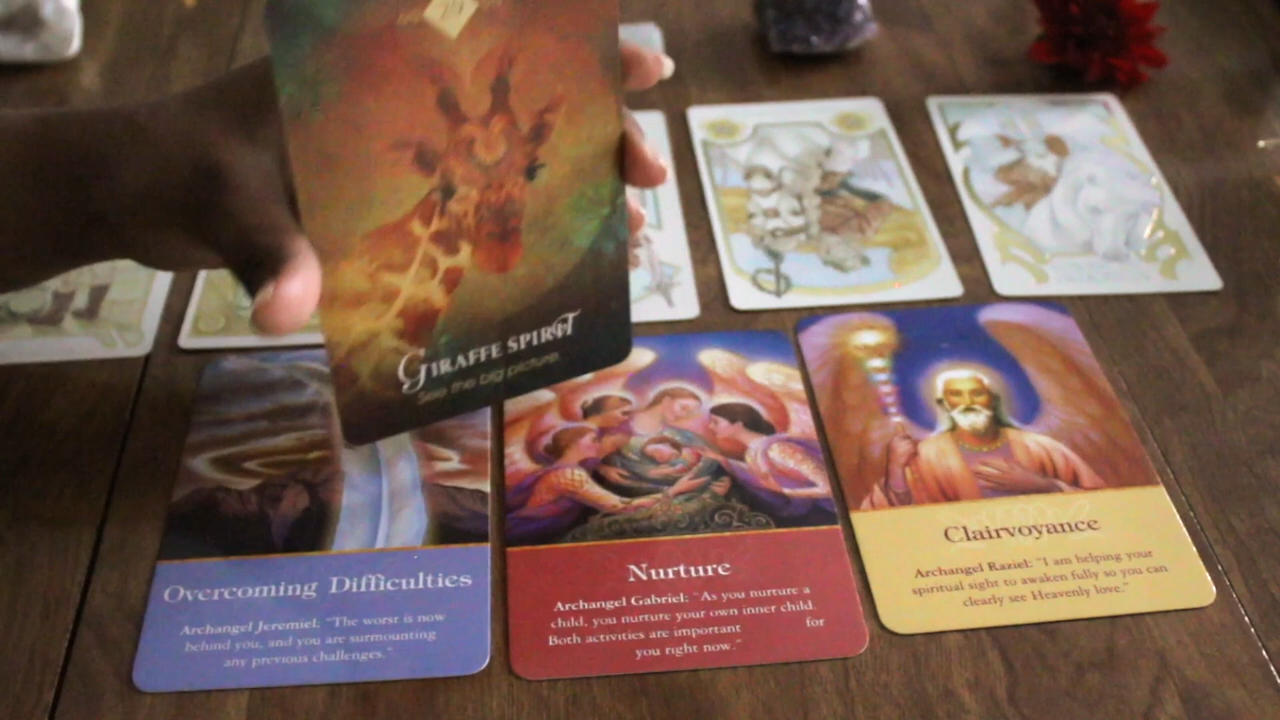 GIRAFFE SPIRIT
See the big picture.
Overcoming Difficulties
Archangel Jeremiel: "The worst is now
behind you, and you are surmounting
any previous challenges."
Nurture
Archangel Gabriel: "As you nurture a
child, you nurture your own inner child.
Both activities are important for
you right now."
Clairvoyance
Archangel Raziel: "I am helping your
spiritual sight to awaken fully so you can
clearly see Heavenly love."